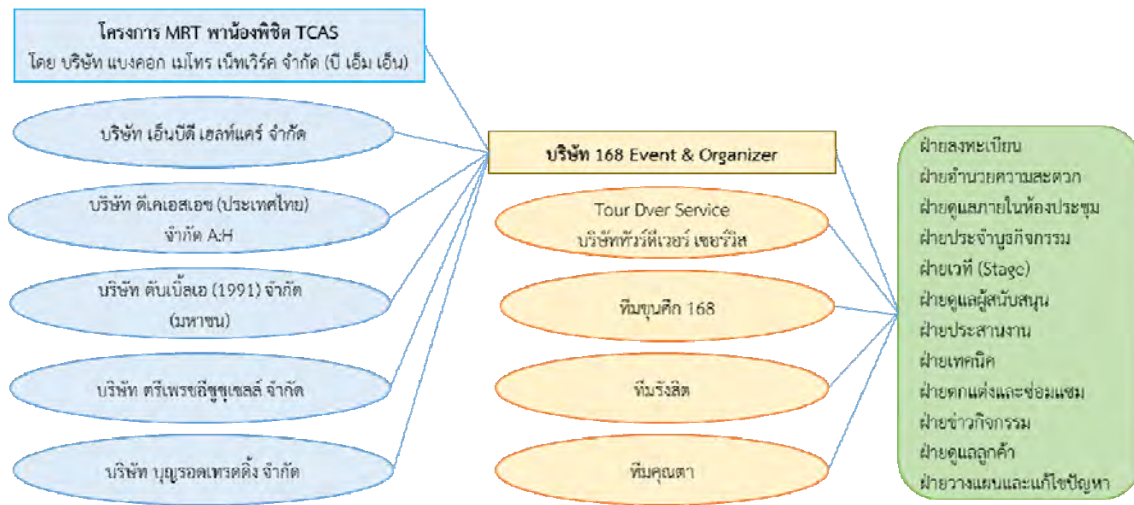 โครงการ MRT พาน้องพิชิต TCAS
โดย บริษัท แบงคอก เมโทร เน็ทเวิร์ค จำกัด (บี เอ็ม เอ็น)
บริษัท เอ็นบีดี เฮลท์แคร์ จำกัด
บริษัท ดีเคเอสเอช (ประเทศไทย)
จำกัด A:H
บริษัท ดับเบิ้ลเอ (1991) จำกัด
(มหาชน)
บริษัท ตรีเพชรอีซูซุเซลล์ จำกัด
บริษัท บุญรอดเทรดดิ้ง จำกัด
บริษัท 168 Event & Organizer
Tour Dver Service
บริษัททัวร์ดีเวอร์ เซอร์วิส
ทีมขุนศึก 168
ทีมรังสิต
ทีมคุณตา
ฝ่ายลงทะเบียน
ฝ่ายอำนวยความสะดวก
ฝ่ายดูแลภายในห้องประชุม
ฝ่ายประจำบูธกิจกรรม
ฝ่ายเวที (Stage)
ฝ่ายดูแลผู้สนับสนุน
ฝ่ายประสานงาน
ฝ่ายเทคนิค
ฝ่ายตกแต่งและซ่อมแซม
ฝ่ายข่าวกิจกรรม
ฝ่ายดูแลลูกค้า
ฝ่ายวางแผนและแก้ไขปัญหา